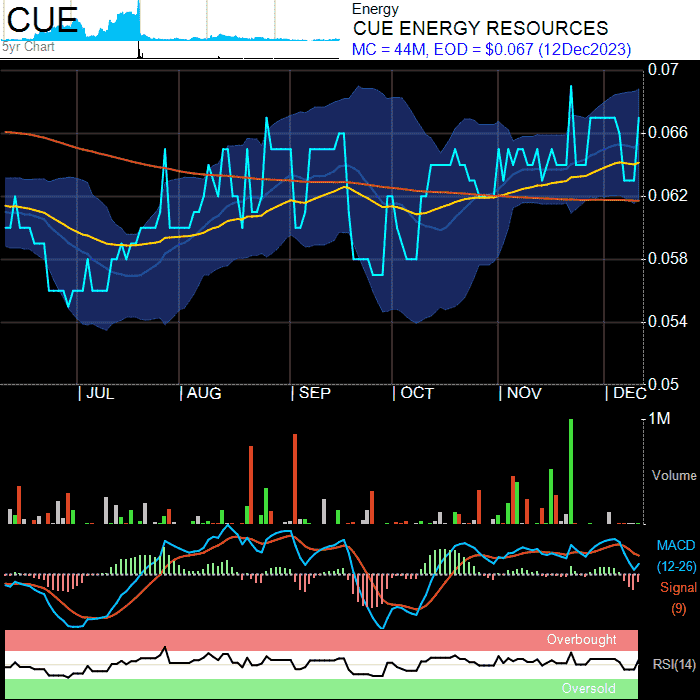 CUE
5yr Chart
Energy
CUE ENERGY RESOURCES
MC = 44M, EOD = $0.067 (12Dec2023)
0.07
0.066
0.062
0.058
0.054
0.05
| JUL
| AUG
| SEP
| OCT
| NOV
| DEC
1M
Volume
MACD
(12-26)
Signal
(9)
Overbought
RSI(14)
Oversold